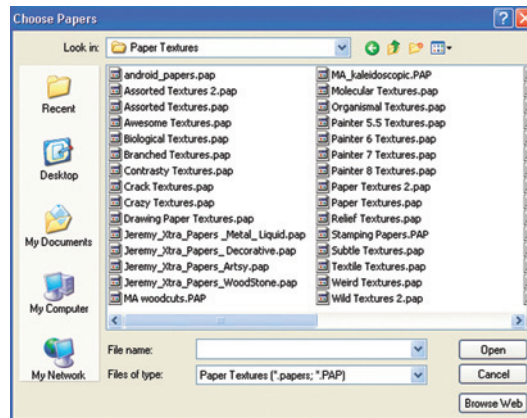 Choose Papers
Look in: Paper Textures
Recent
Desktop
My Documents
My Computer
My Network
android_papers.pap
Assorted Textures 2.pap
Assorted Textures.pap
Awesome Textures.pap
Biological Textures.pap
Branched Textures.pap
Contrasty Textures.pap
Crack Textures.pap
Crazy Textures.pap
Drawing Paper Textures.pap
Jeremy_Xtra_Papers _Metal_ Liquid.pap
Jeremy_Xtra_Papers_ Decorative.pap
Jeremy_Xtra_Papers_Artsy.pap
Jeremy_Xtra_Papers_WoodStone.pap
MA woodcuts.PAP
MA_kaleidoscopic.PAP
Molecular Textures.pap
Organismal Textures.pap
Painter 5.5 Textures.pap
Painter 6 Textures.pap
Painter 7 Textures.pap
Painter 8 Textures.pap
Paper Textures 2.pap
Paper Textures.pap
Relief Textures.pap
Stamping Papers.PAP
Subtle Textures.pap
Textile Textures.pap
Weird Textures.pap
Wild Textures 2.pap
File name:
Open
Files of type: Paper Textures (*.papers; *.PAP)
Cancel
Browse Web